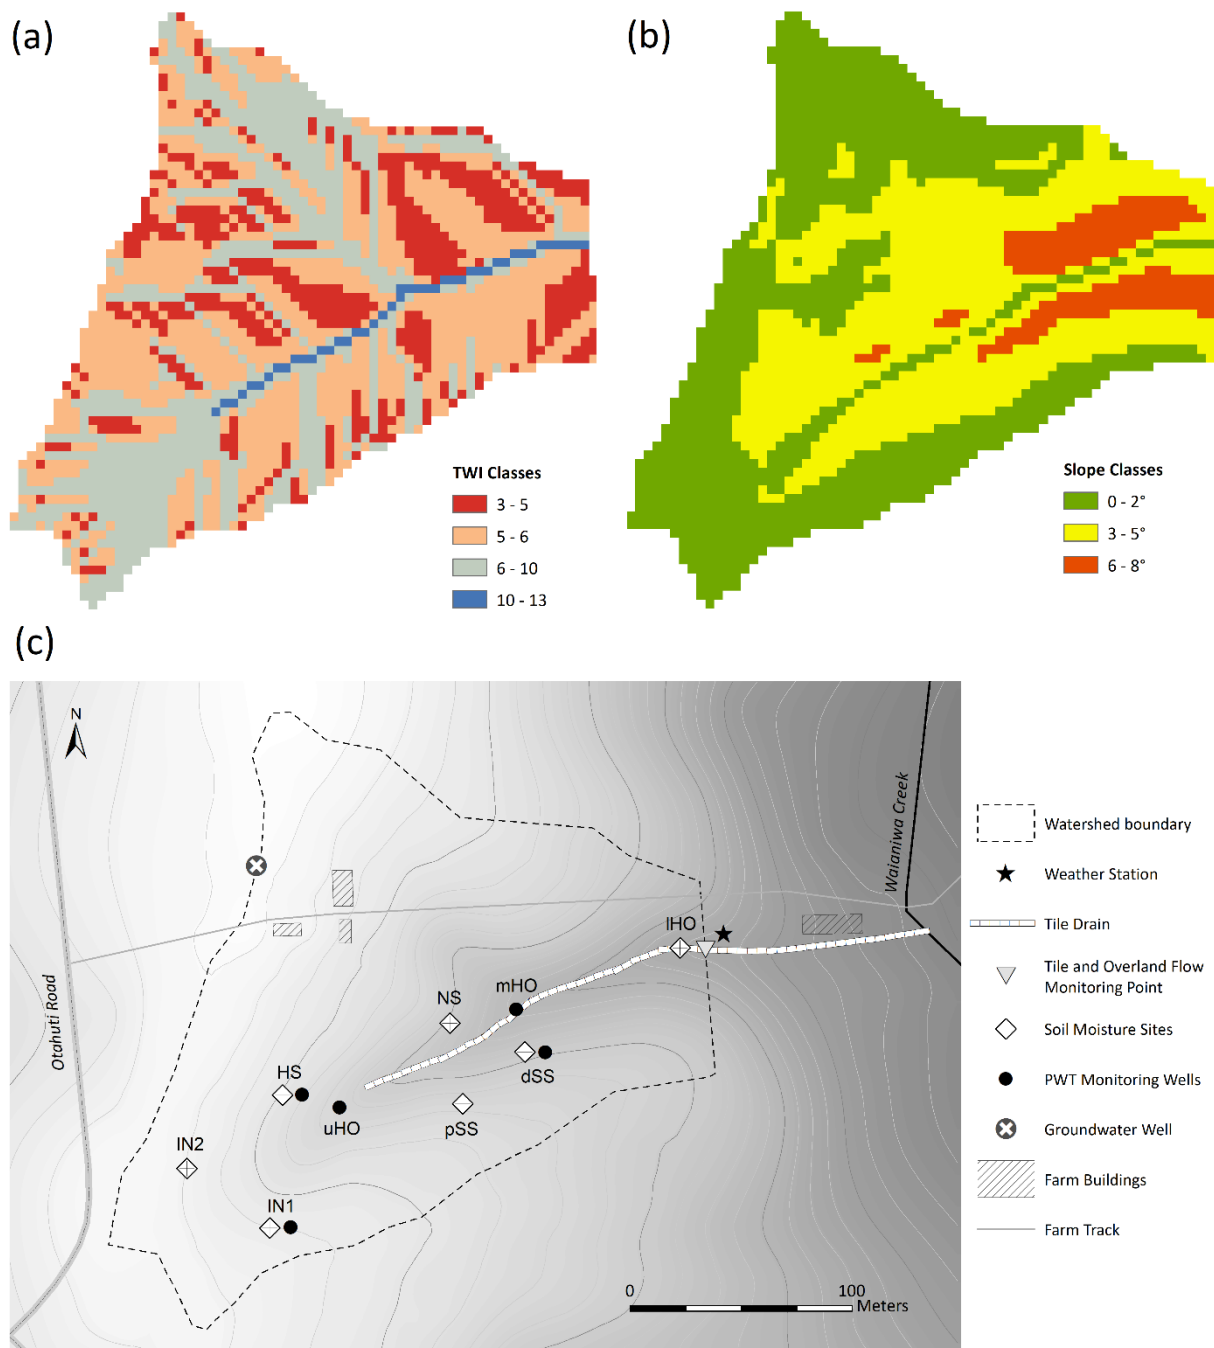 (a)
(b)
TWI Classes
3 - 5
5 - 6
6 - 10
10 - 13
Slope Classes
0 - 2°
3 - 5°
6 - 8°
(c)
N
Otahuti Road
Waianiwa Creek
IHO
mHO
NS
dSS
HS
uHO
pSS
IN2
IN1
0
100
Meters
Watershed boundary
Weather Station
Tile Drain
Tile and Overland Flow
Monitoring Point
Soil Moisture Sites
PWT Monitoring Wells
Groundwater Well
Farm Buildings
Farm Track